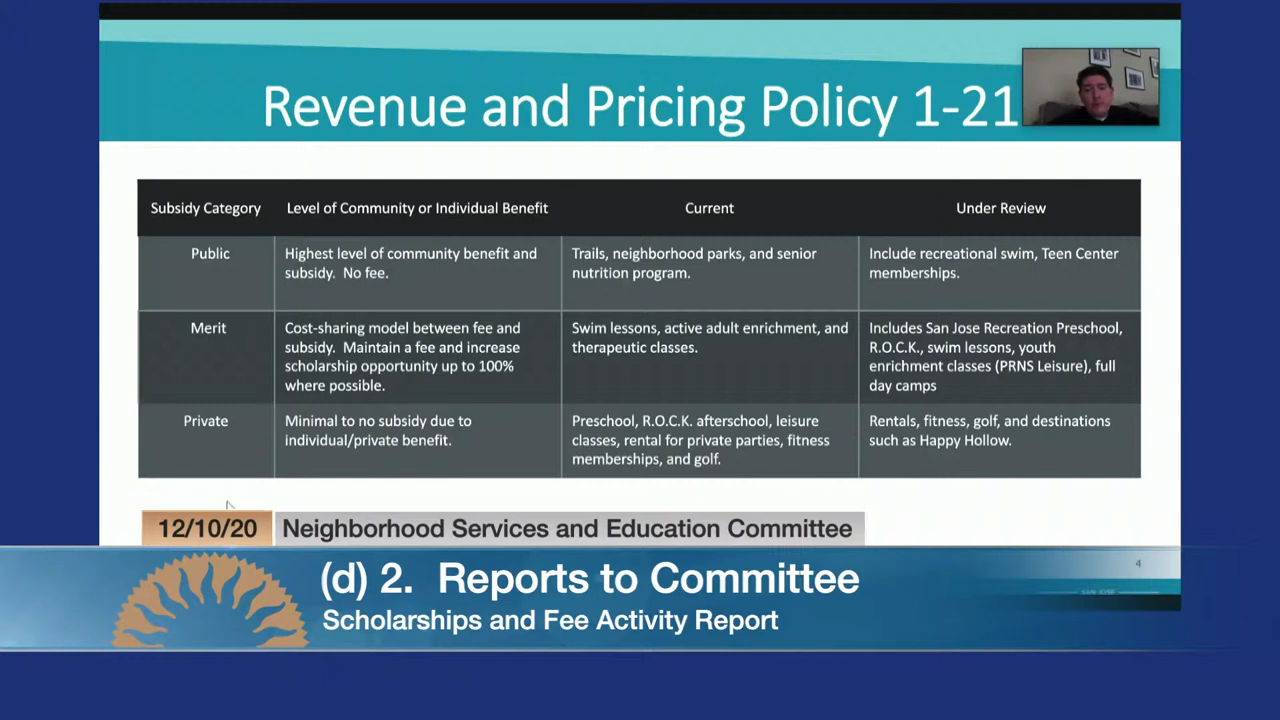 Revenue and Pricing Policy 1-21
Subsidy Category
Level of Community or Individual Benefit
Current
Under Review
Public
Highest level of community benefit and
subsidy. No fee.
Trails, neighborhood parks, and senior
nutrition program.
Include recreational swim, Teen Center
memberships.
Merit
Cost-sharing model between fee and
subsidy. Maintain a fee and increase
scholarship opportunity up to 100%
where possible.
Swim lessons, active adult enrichment, and
therapeutic classes.
Includes San Jose Recreation Preschool,
R.O.C.K., swim lessons, youth
enrichment classes (PRNS Leisure), full
day camps
Private
Minimal to no subsidy due to
individual/private benefit.
Preschool, R.O.C.K. afterschool, leisure
classes, rental for private parties, fitness
memberships, and golf.
Rentals, fitness, golf, and destinations
such as Happy Hollow.
12/10/20
Neighborhood Services and Education Committee
4
(d) 2. Reports to Committee
SAN JOSE
Scholarships and Fee Activity Report